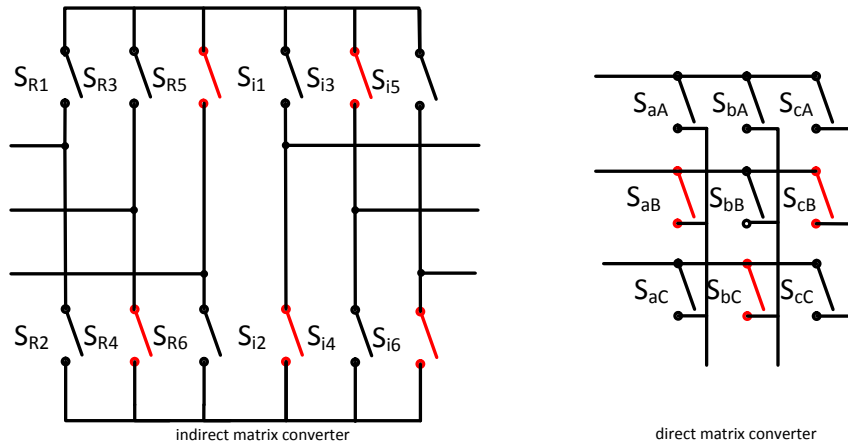 SR1 SR3 SR5 Si1 Si3 Si5
SaA SbA ScA
SaB SbB ScB
SaC SbC ScC
SR2 SR4 SR6 Si2 Si4 Si6
indirect matrix converter
direct matrix converter